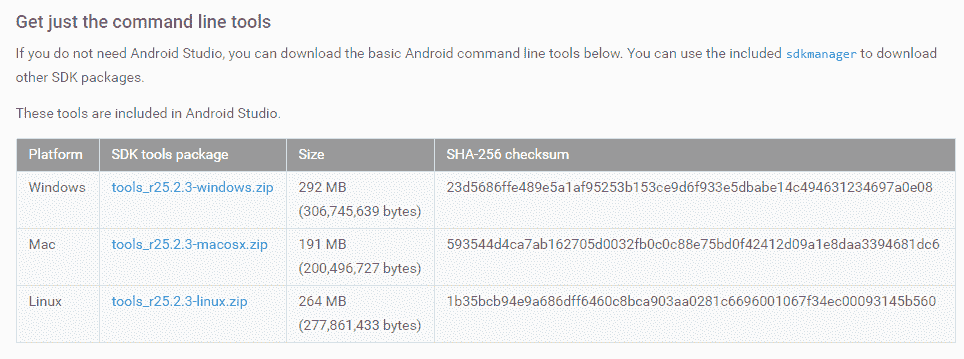 Get just the command line tools
If you do not need Android Studio, you can download the basic Android command line tools below. You can use the included sdkmanager to download
other SDK packages.
These tools are included in Android Studio.
Platform SDK tools package Size SHA-256 checksum
Windows tools_r25.2.3-windows.zip 292 MB 23d5686ffe489e5a1af95253b153ce9d6f933e5dbabe14c494631234697a0e08
(306,745,639 bytes)
Mac tools_r25.2.3-macosx.zip 191 MB 593544d4ca7ab162705d0032fb0c0c88e75bd0f42412d09a1e8daa3394681dc6
(200,496,727 bytes)
Linux tools_r25.2.3-linux.zip 264 MB 1b35bcb94e9a686dff6460c8bca903aa0281c6696001067f34ec00093145b560
(277,861,433 bytes)